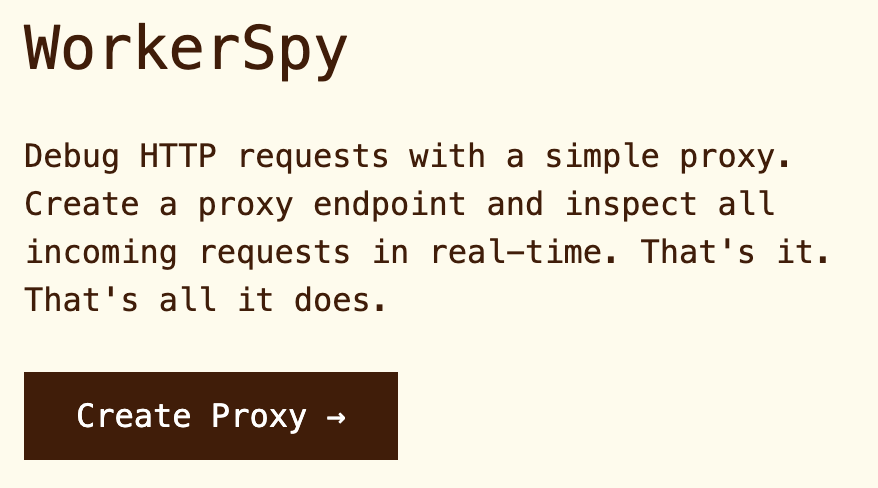 WorkerSpy
Debug HTTP requests with a simple proxy.
Create a proxy endpoint and inspect all
incoming requests in real-time. That's it.
That's all it does.
Create Proxy →